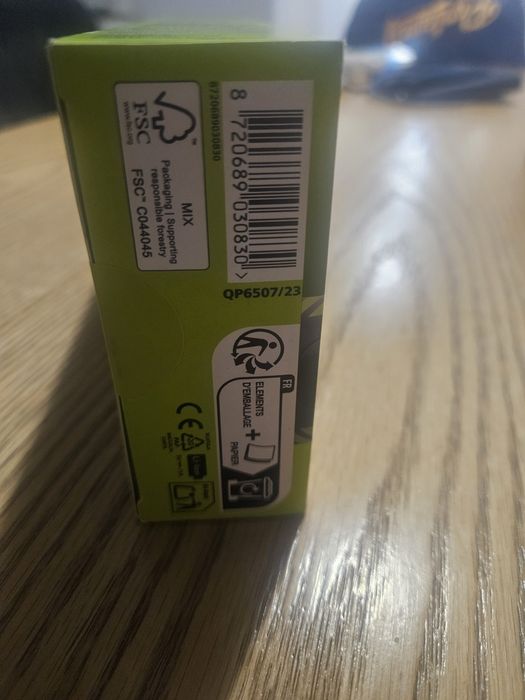 FSC
www.fsc.org
MIX
Packaging | Supporting
responsible forestry
FSC™ C044045
8720689030830
8 720689 030830 >
QP6507/23
FR
ELEMENTS
D'EMBALLAGE
+
PAPIER
CE